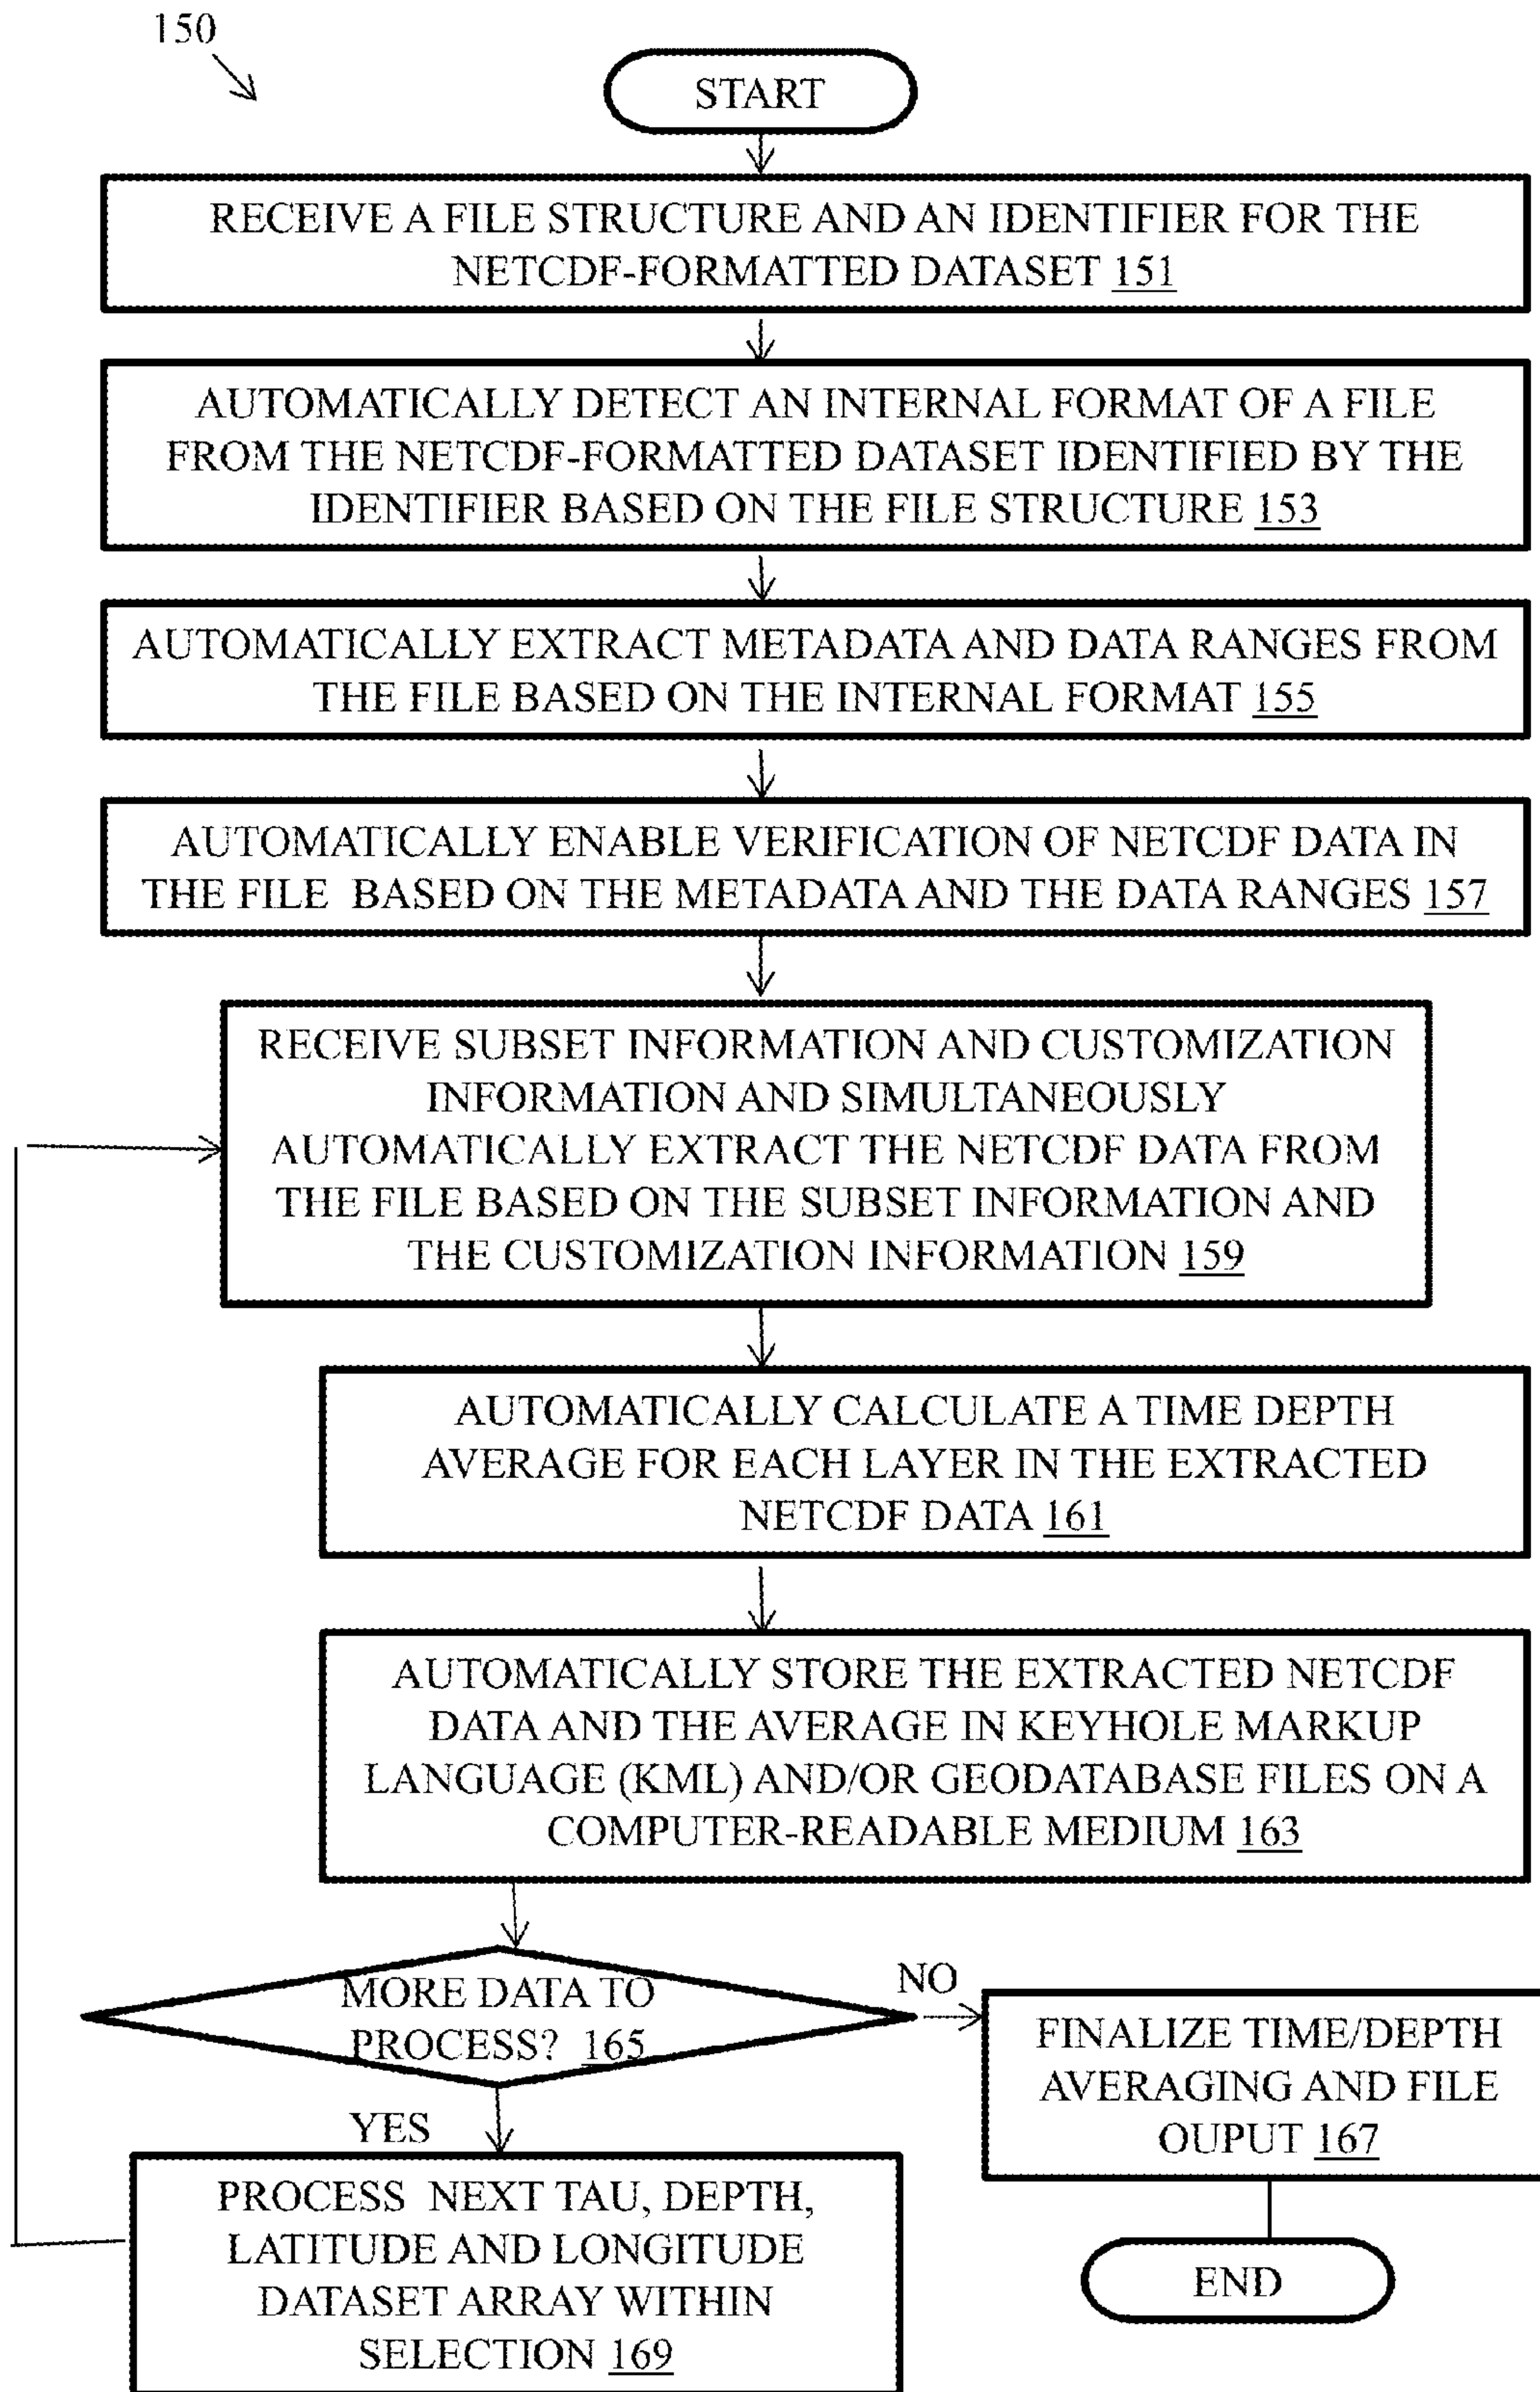 150
START
RECEIVE A FILE STRUCTURE AND AN IDENTIFIER FOR THE
NETCDF-FORMATTED DATASET 151
AUTOMATICALLY DETECT AN INTERNAL FORMAT OF A FILE
FROM THE NETCDF-FORMATTED DATASET IDENTIFIED BY THE
IDENTIFIER BASED ON THE FILE STRUCTURE 153
AUTOMATICALLY EXTRACT METADATA AND DATA RANGES FROM
THE FILE BASED ON THE INTERNAL FORMAT 155
AUTOMATICALLY ENABLE VERIFICATION OF NETCDF DATA IN
THE FILE BASED ON THE METADATA AND THE DATA RANGES 157
RECEIVE SUBSET INFORMATION AND CUSTOMIZATION
INFORMATION AND SIMULTANEOUSLY
AUTOMATICALLY EXTRACT THE NETCDF DATA FROM
THE FILE BASED ON THE SUBSET INFORMATION AND
THE CUSTOMIZATION INFORMATION 159
AUTOMATICALLY CALCULATE A TIME DEPTH
AVERAGE FOR EACH LAYER IN THE EXTRACTED
NETCDF DATA 161
AUTOMATICALLY STORE THE EXTRACTED NETCDF
DATA AND THE AVERAGE IN KEYHOLE MARKUP
LANGUAGE (KML) AND/OR GEODATABASE FILES ON A
COMPUTER-READABLE MEDIUM 163
MORE DATA TO
PROCESS? 165
NO
FINALIZE TIME/DEPTH
AVERAGING AND FILE
OUPUT 167
YES
PROCESS NEXT TAU, DEPTH,
LATITUDE AND LONGITUDE
DATASET ARRAY WITHIN
SELECTION 169
END